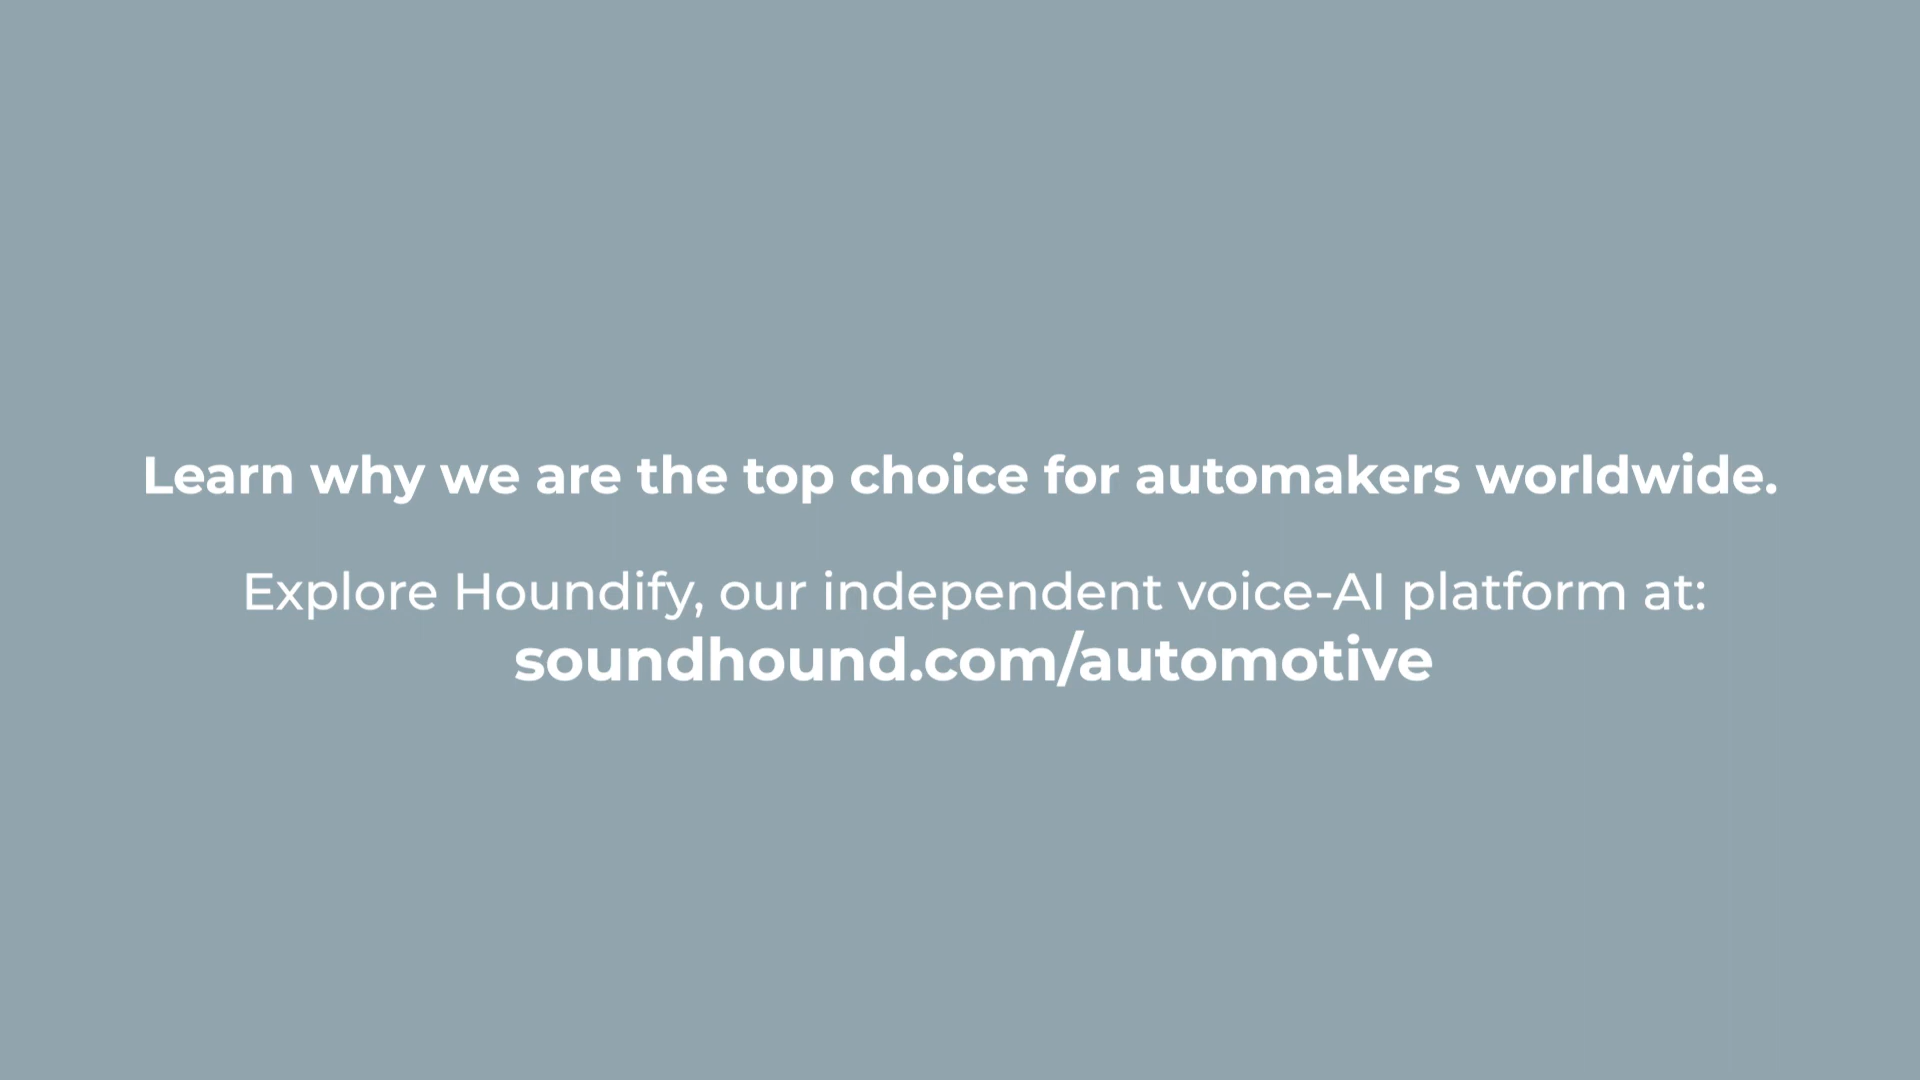 Learn why we are the top choice for automakers worldwide.
Explore Houndify, our independent voice-AI platform at:
soundhound.com/automotive